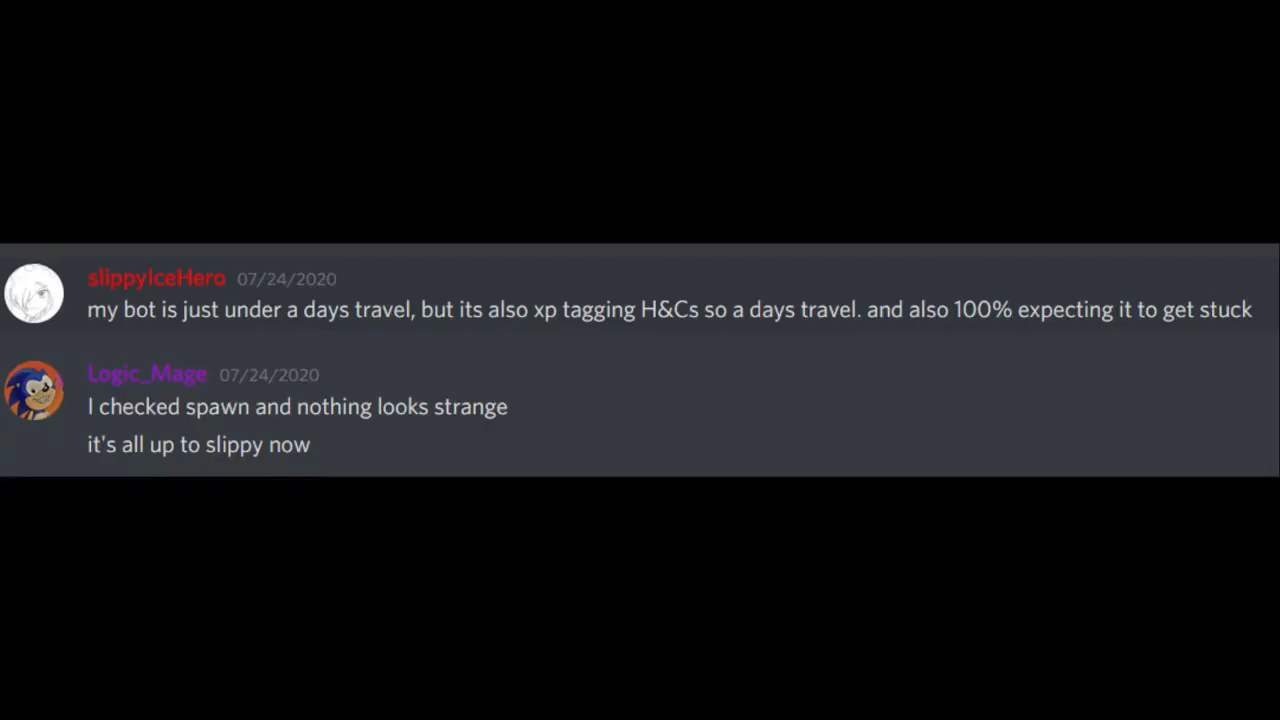 slippyIceHero 07/24/2020
my bot is just under a days travel, but its also xp tagging H&Cs so a days travel. and also 100% expecting it to get stuck
Logic_Mage 07/24/2020
I checked spawn and nothing looks strange
it's all up to slippy now